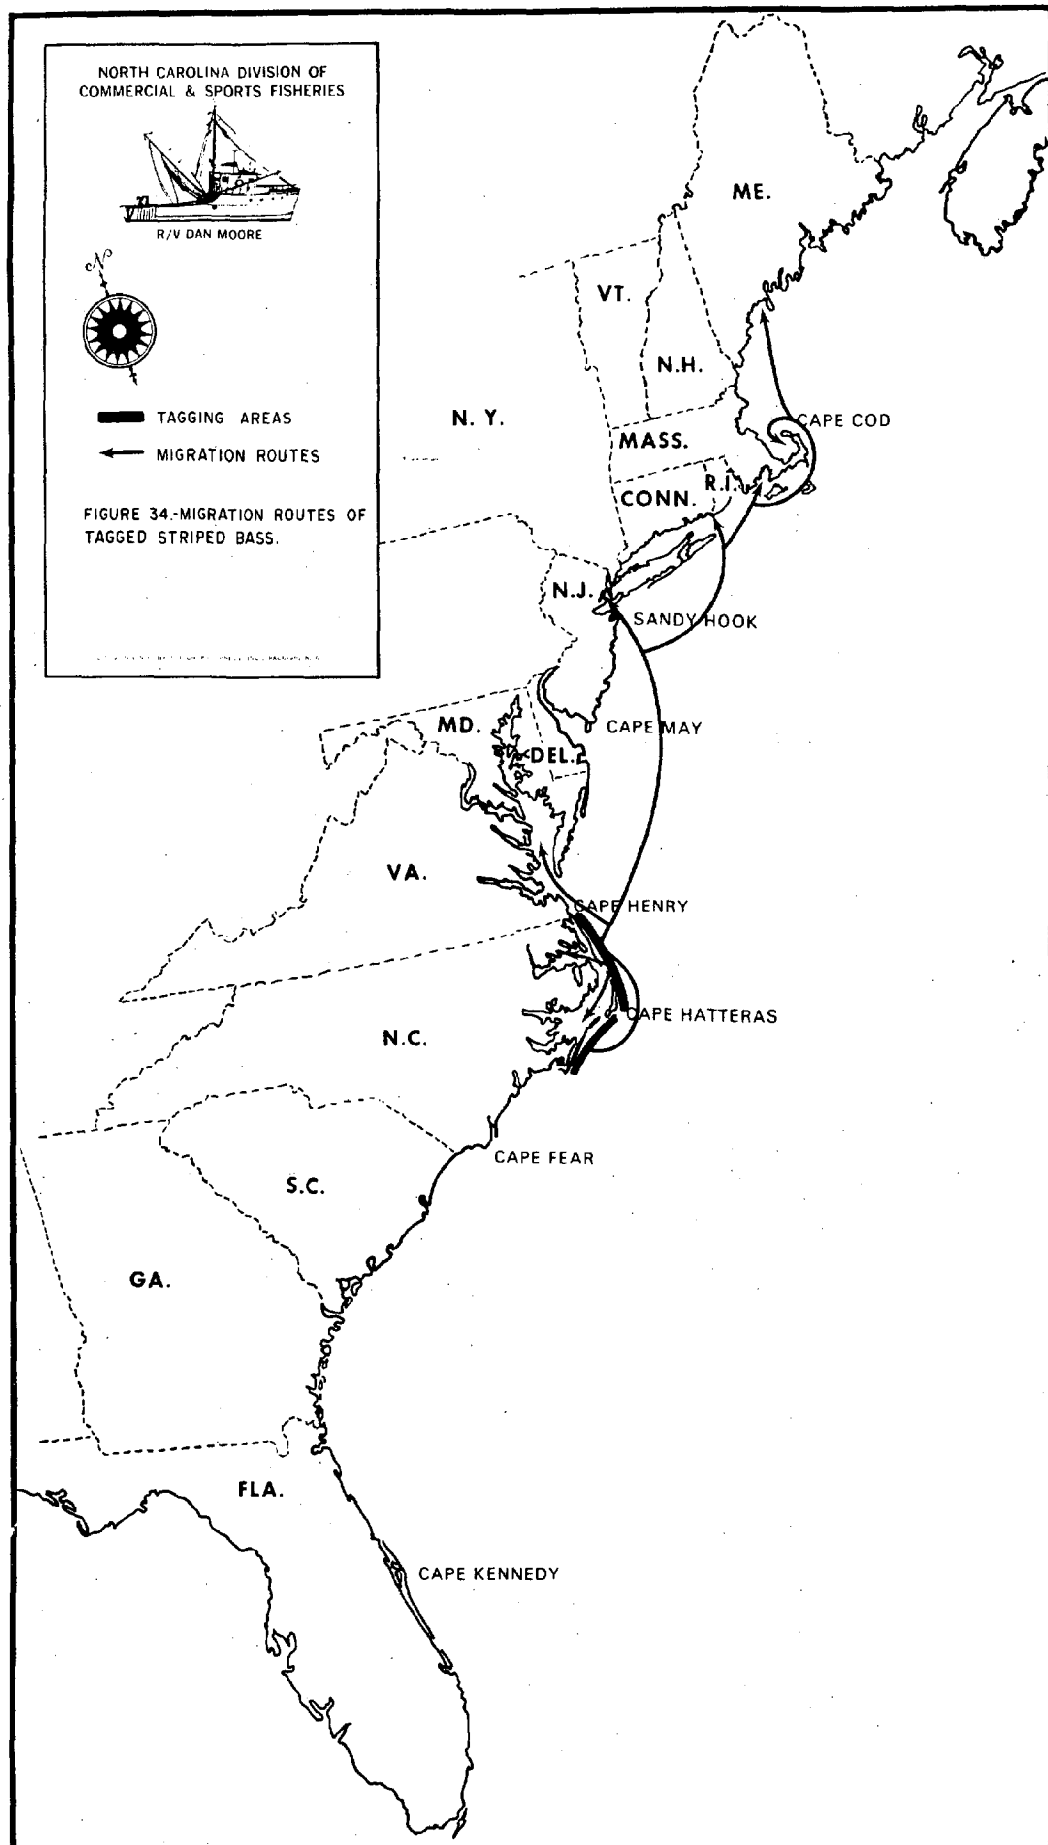 NORTH CAROLINA DIVISION OF
COMMERCIAL & SPORTS FISHERIES
R/V DAN MOORE
N
TAGGING AREAS
MIGRATION ROUTES
FIGURE 34.-MIGRATION ROUTES OF
TAGGED STRIPED BASS.
ME.
VT.
N.H.
N. Y.
CAPE COD
MASS.
R.I.
CONN.
N.J.
SANDY HOOK
MD.
CAPE MAY
DEL.
VA.
CAPE HENRY
CAPE HATTERAS
N.C.
CAPE FEAR
S.C.
GA.
FLA.
CAPE KENNEDY